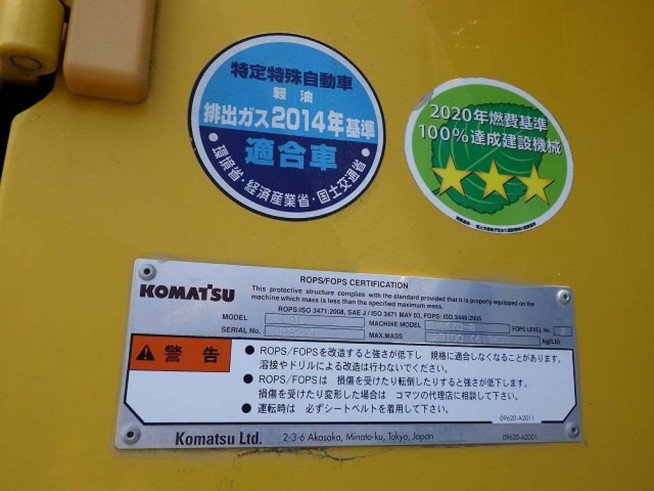 特定特殊自動車
軽油
排出ガス2014年基準
適合車
・環境省・経済産業省・国土交通省・
2020年燃費基準
100%達成建設機械
KOMATSU
ROPS/FOPS CERTIFICATION
This protective structure complies with the standard provided that it is properly equipped on the
machine which mass is less than the specified maximum mass.
ROPS:ISO 3471:2008, SAE J / ISO 3471 MAY 03, FOPS: ISO 3449:2005
MODEL
MACHINE MODEL
FOPS LEVEL No. 2
SERIAL No.
MAX.MASS
kg(Lb)
警告
● ROPS/FOPSを改造すると強さが低下し 規格に適合しなくなることがあります。
溶接やドリルによる改造は行わないでください。
● ROPS/FOPSは 損傷を受けたり転倒したりすると強さが低下します。
損傷を受けたり変形した場合は コマツの代理店に相談して下さい。
● 運転時は 必ずシートベルトを着用して下さい。
09620-A2011
Komatsu Ltd. 2-3-6 Akasaka, Minato-ku, Tokyo, Japan 09620-A2001